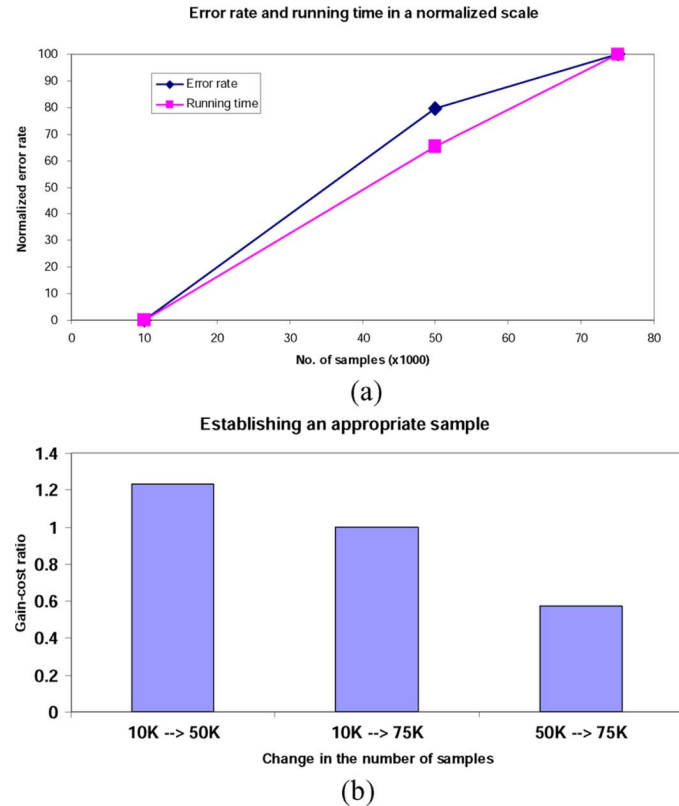 Error rate and running time in a normalized scale
100
90
80
70
60
50
40
30
20
10
0
Normalized error rate
Error rate
Running time
0 10 20 30 40 50 60 70 80
No. of samples (x1000)
(a)
Establishing an appropriate sample
1.4
1.2
1
0.8
0.6
0.4
0.2
0
Gain-cost ratio
10K --> 50K 10K --> 75K 50K --> 75K
Change in the number of samples
(b)